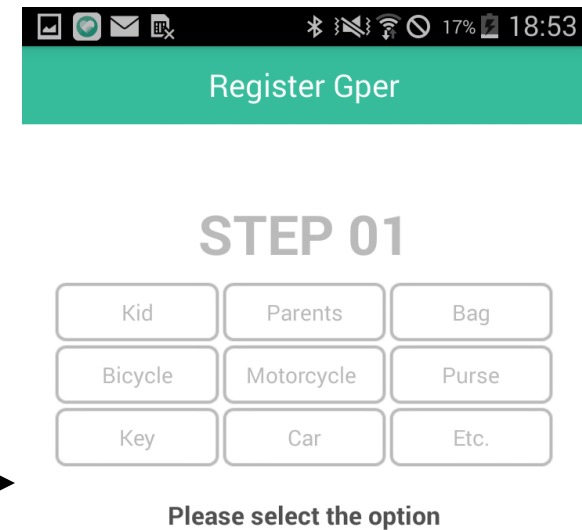 17% 18:53
Register Gper
STEP 01
Kid Parents Bag
Bicycle Motorcycle Purse
Key Car Etc.
Please select the option